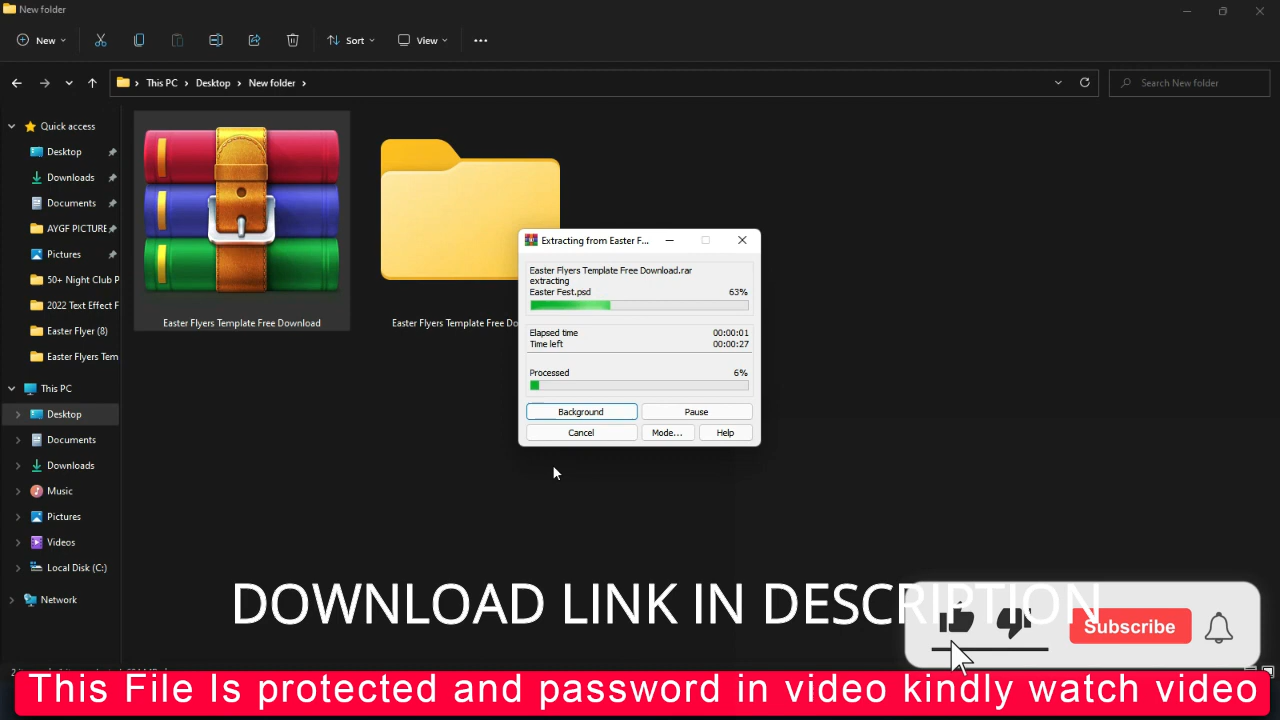 New folder
New
Sort
View
This PC
Desktop
New folder
Search New folder
Quick access
Desktop
Downloads
Documents
AYGF PICTURE
Pictures
50+ Night Club P
2022 Text Effect F
Easter Flyer (8)
Easter Flyers Tem
This PC
Desktop
Documents
Downloads
Music
Pictures
Videos
Local Disk (C:)
Network
Easter Flyers Template Free Download
Easter Flyers Template Free Do
Extracting from Easter F...
Easter Flyers Template Free Download.rar
extracting
Easter Fest.psd 63%
Elapsed time 00:00:01
Time left 00:00:27
Processed 6%
Background Pause
Cancel Mode... Help
DOWNLOAD LINK IN DESCRIPTION
Subscribe
This File Is protected and password in video kindly watch video